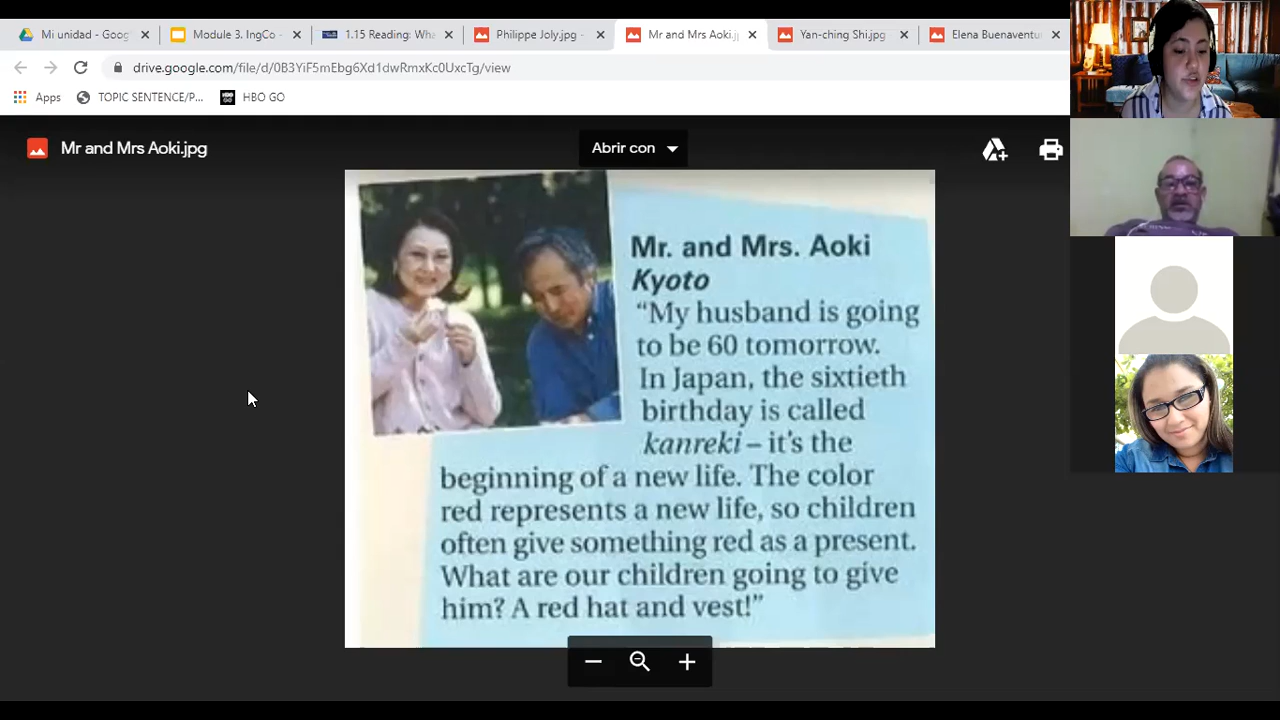 Mi unidad - Goog
Module 3. IngCo
1.15 Reading: Wha
Philippe Joly.jpg -
Mr and Mrs Aoki.j
Yan-ching Shi.jpg
Elena Buenaventu
drive.google.com/file/d/0B3YiF5mEbg6Xd1dwRmxKc0UxcTg/view
Apps
TOPIC SENTENCE/P...
HBO GO
Mr and Mrs Aoki.jpg
Abrir con
Mr. and Mrs. Aoki
Kyoto
“My husband is going
to be 60 tomorrow.
In Japan, the sixtieth
birthday is called
kanreki – it's the
beginning of a new life. The color
red represents a new life, so children
often give something red as a present.
What are our children going to give
him? A red hat and vest!”